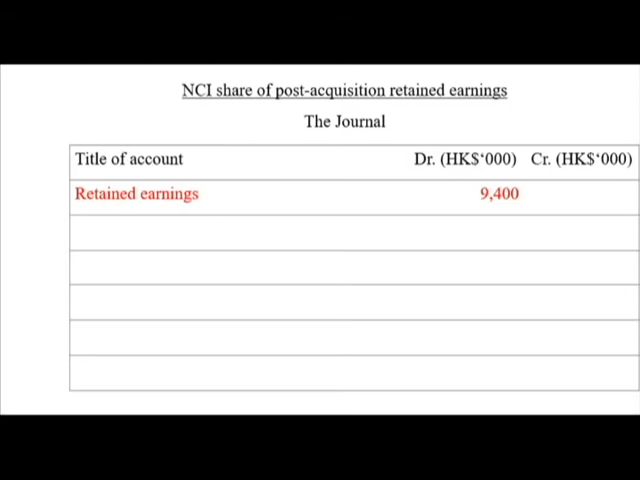 NCI share of post-acquisition retained earnings
The Journal
Title of account Dr. (HK$‘000) Cr. (HK$‘000)
Retained earnings 9,400